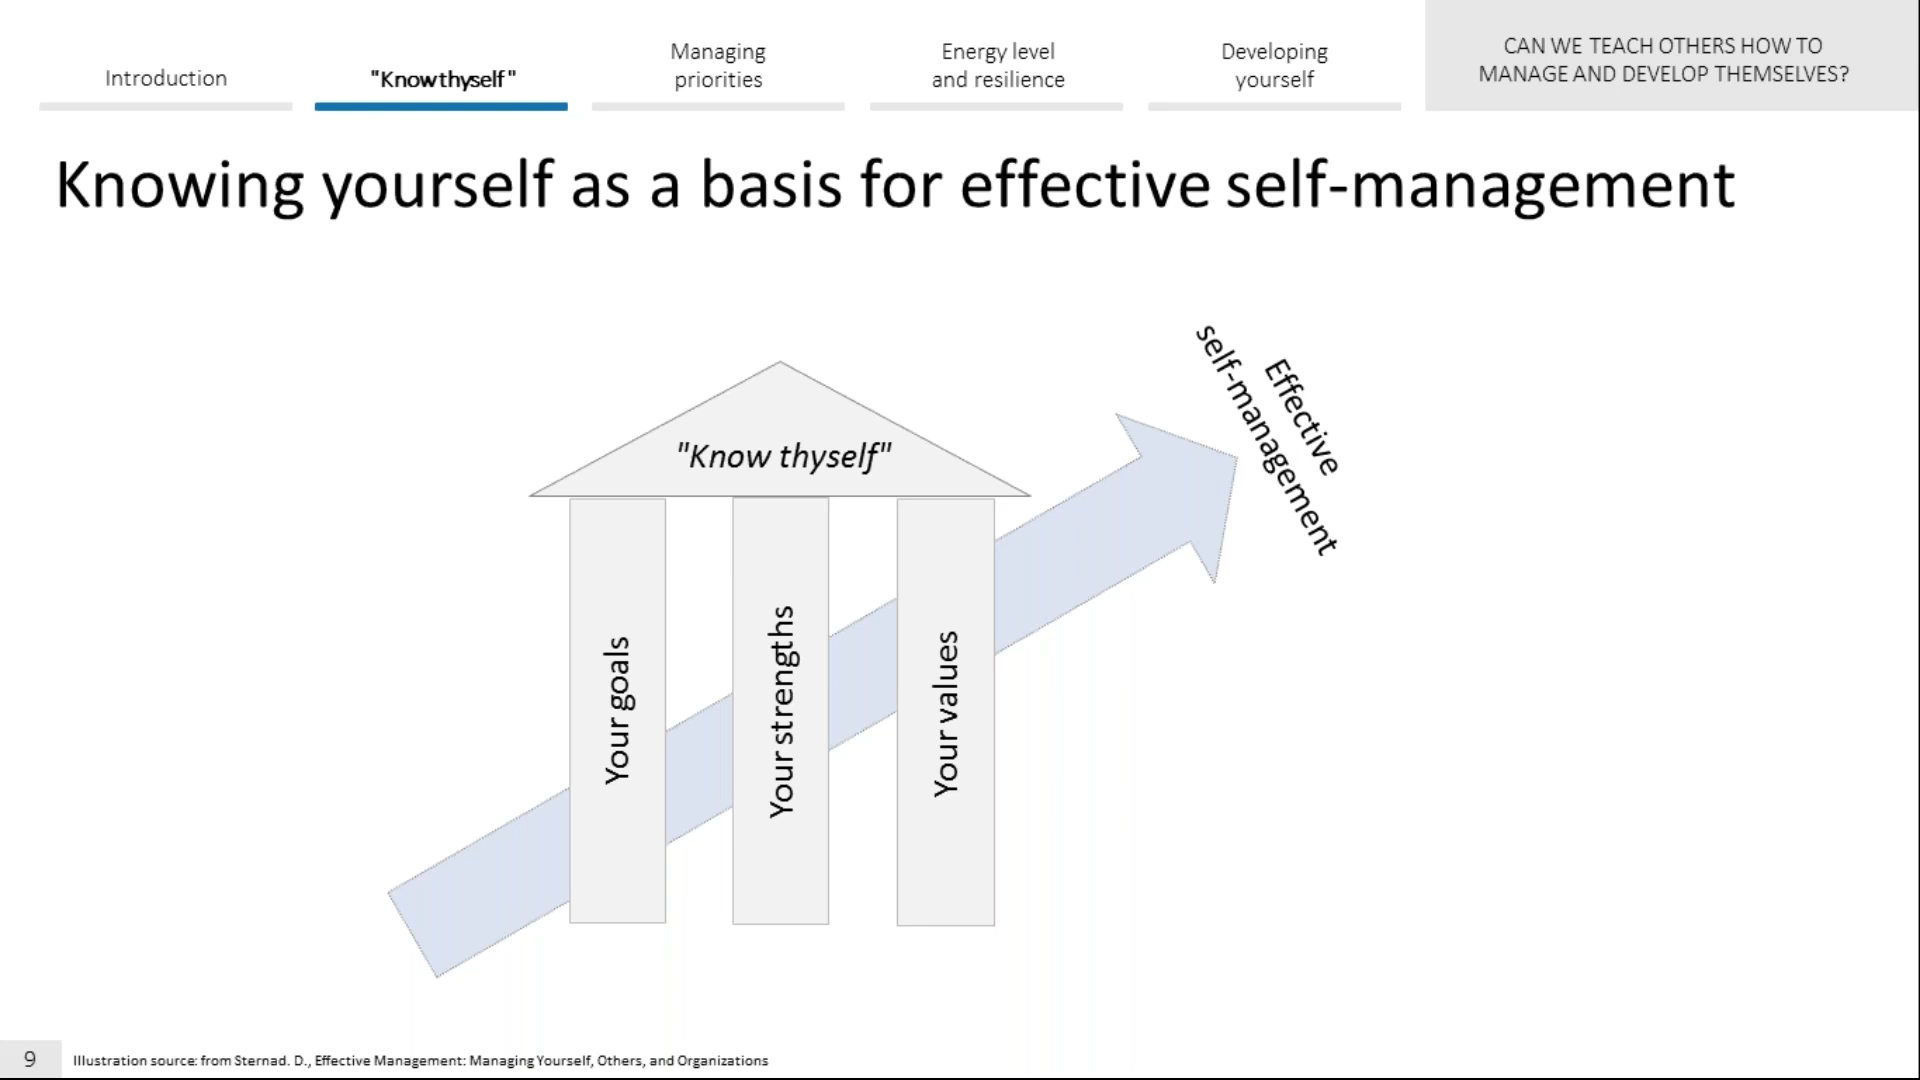 Introduction
"Know thyself"
Managing
priorities
Energy level
and resilience
Developing
yourself
CAN WE TEACH OTHERS HOW TO
MANAGE AND DEVELOP THEMSELVES?
Knowing yourself as a basis for effective self-management
"Know thyself"
Your goals
Your strengths
Your values
Effective
self-management
9
Illustration source: from Sternad. D., Effective Management: Managing Yourself, Others, and Organizations